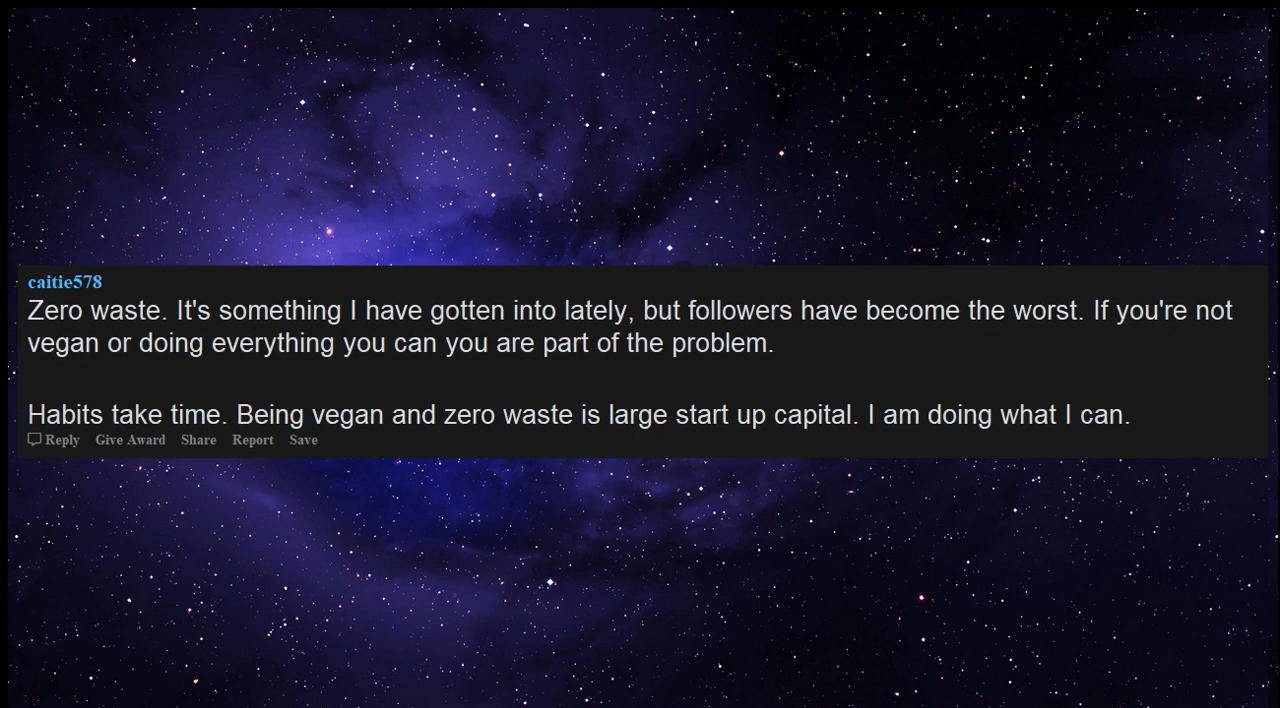 caitie578
Zero waste. It's something I have gotten into lately, but followers have become the worst. If you're not
vegan or doing everything you can you are part of the problem.
Habits take time. Being vegan and zero waste is large start up capital. I am doing what I can.
Reply Give Award Share Report Save